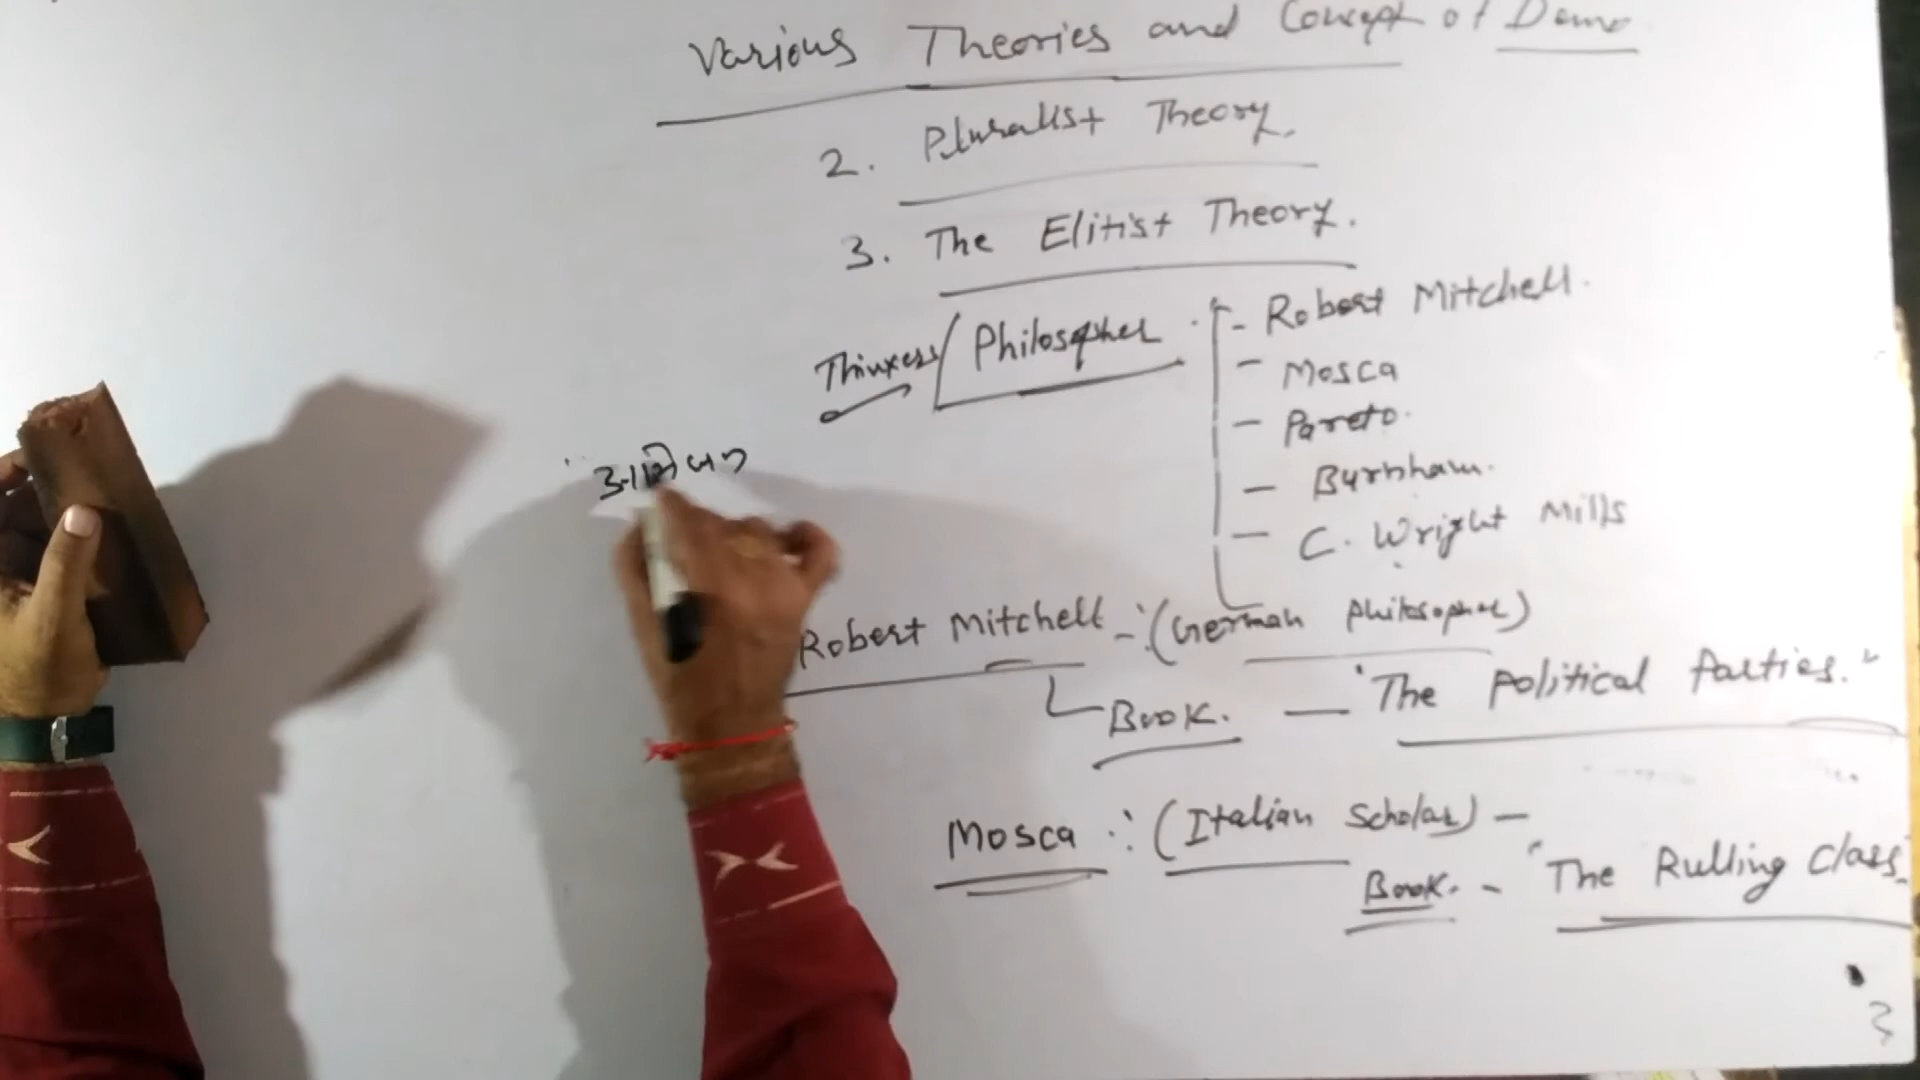 Various Theories and Concept of Demo
2. Pluralist Theory.
3. The Elitist Theory.
Thinkers / Philosopher
- Robert Mitchell.
- Mosca
- Pareto.
- Burnham.
- C. Wright Mills
Robert Mitchell -: (German philosopher)
Book. — "The political Parties."
Mosca : (Italian Scholar) -
Book. - "The Rulling Class.